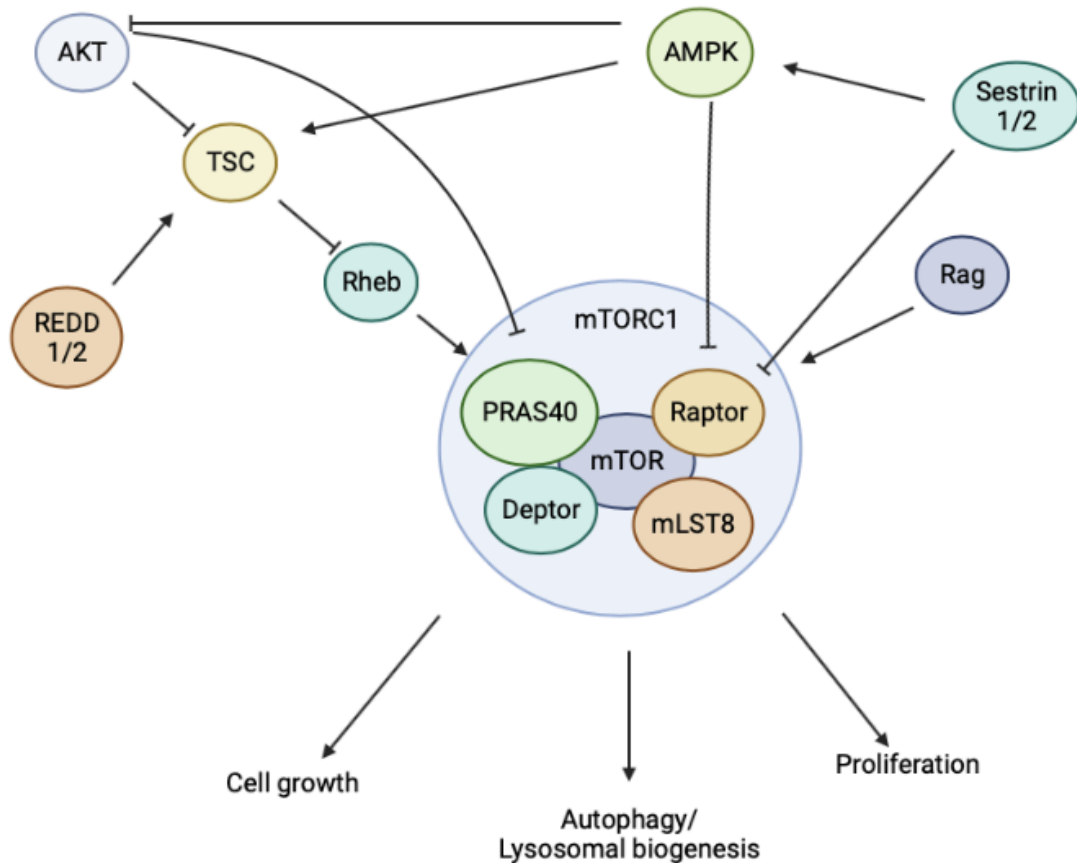 AKT
AMPK
Sestrin
1/2
TSC
Rag
Rheb
REDD
1/2
mTORC1
PRAS40
Raptor
mTOR
Deptor
mLST8
Cell growth
Proliferation
Autophagy/
Lysosomal biogenesis